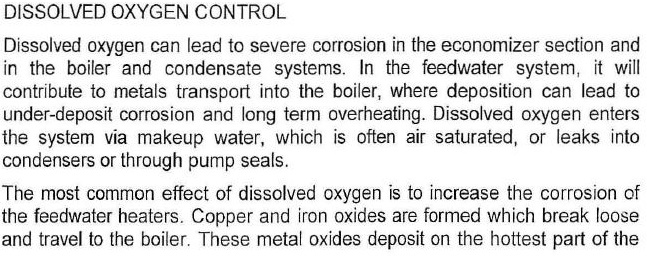 DISSOLVED OXYGEN CONTROL
Dissolved oxygen can lead to severe corrosion in the economizer section and
in the boiler and condensate systems. In the feedwater system, it will
contribute to metals transport into the boiler, where deposition can lead to
under-deposit corrosion and long term overheating. Dissolved oxygen enters
the system via makeup water, which is often air saturated, or leaks into
condensers or through pump seals.
The most common effect of dissolved oxygen is to increase the corrosion of
the feedwater heaters. Copper and iron oxides are formed which break loose
and travel to the boiler. These metal oxides deposit on the hottest part of the